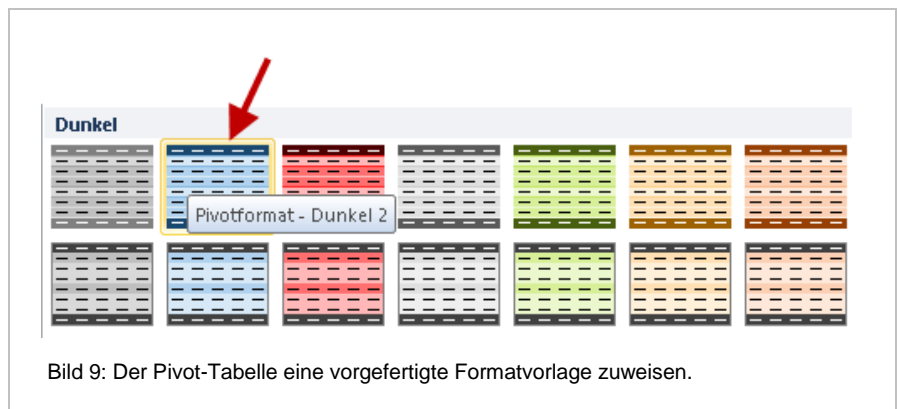 Dunkel
Pivotformat - Dunkel 2
Bild 9: Der Pivot-Tabelle eine vorgefertigte Formatvorlage zuweisen.